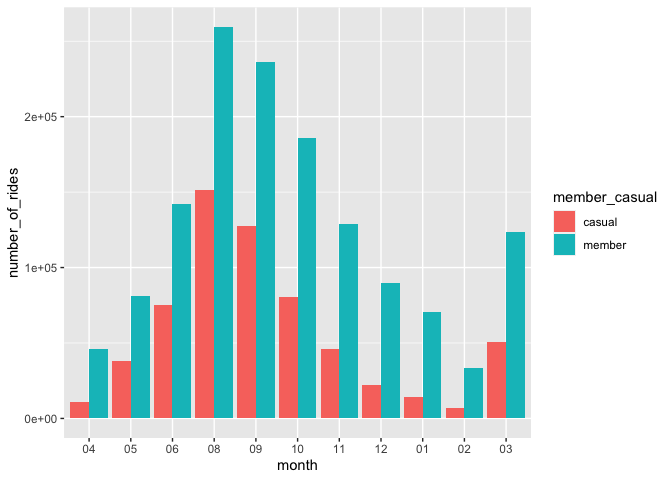 number_of_rides
2e+05
1e+05
0e+00
04 05 06 08 09 10 11 12 01 02 03
month
member_casual
casual
member